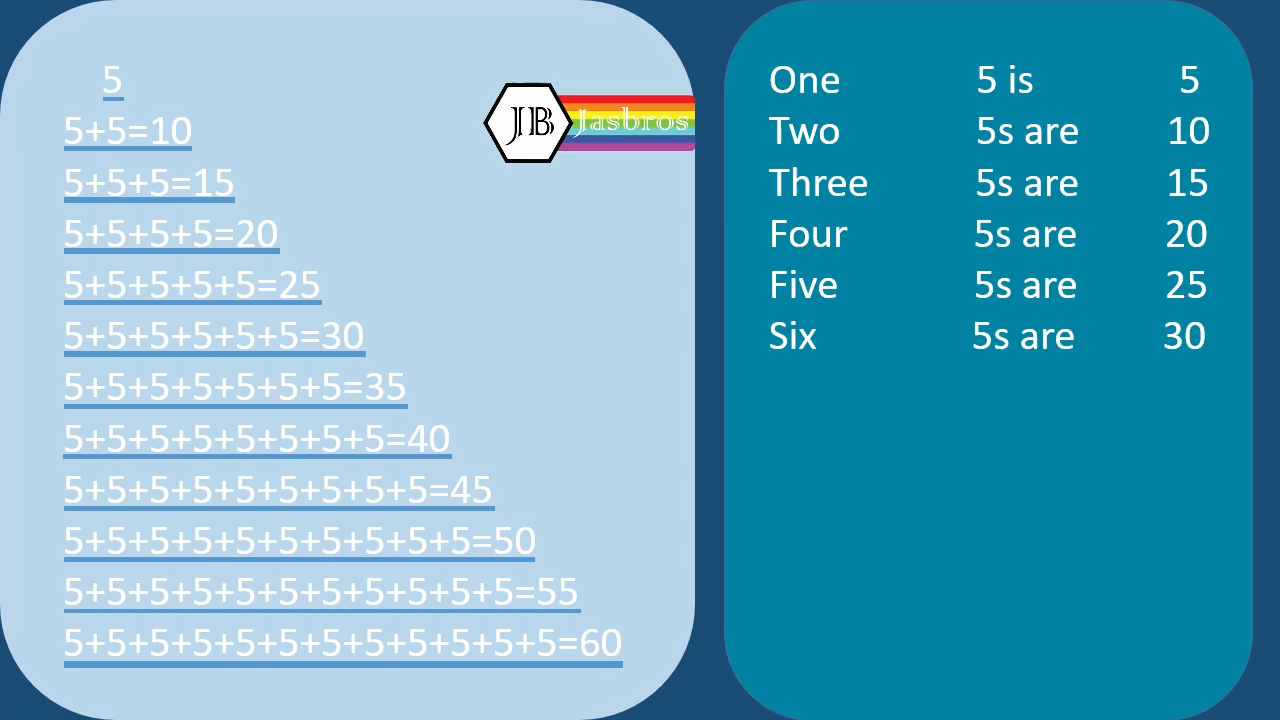 5
5+5=10
5+5+5=15
5+5+5+5=20
5+5+5+5+5=25
5+5+5+5+5+5=30
5+5+5+5+5+5+5=35
5+5+5+5+5+5+5+5=40
5+5+5+5+5+5+5+5+5=45
5+5+5+5+5+5+5+5+5+5=50
5+5+5+5+5+5+5+5+5+5+5=55
5+5+5+5+5+5+5+5+5+5+5+5=60
JB Jasbros
One 5 is 5
Two 5s are 10
Three 5s are 15
Four 5s are 20
Five 5s are 25
Six 5s are 30